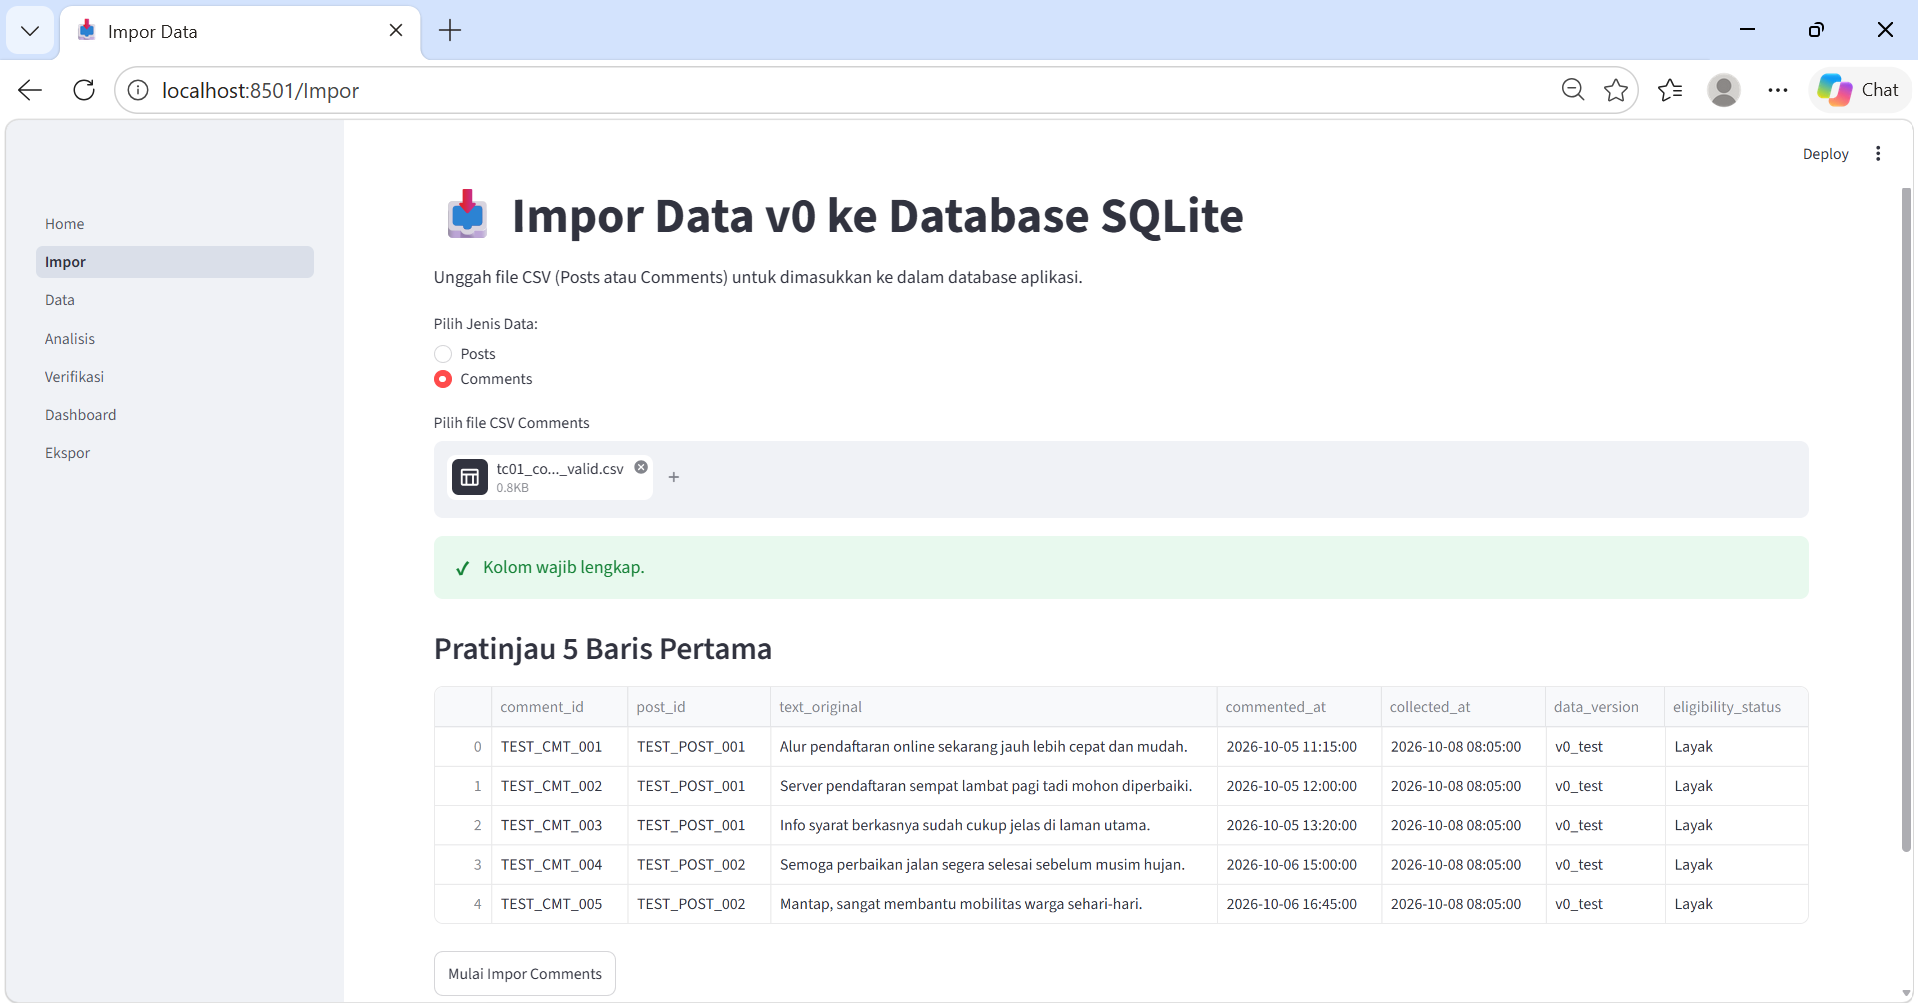 Impor Data
localhost:8501/Impor
Chat
Deploy
Home
Impor
Data
Analisis
Verifikasi
Dashboard
Ekspor
Impor Data v0 ke Database SQLite
Unggah file CSV (Posts atau Comments) untuk dimasukkan ke dalam database aplikasi.
Pilih Jenis Data:
Posts
Comments
Pilih file CSV Comments
tc01_co..._valid.csv
0.8KB
Kolom wajib lengkap.
Pratinjau 5 Baris Pertama
comment_id post_id text_original commented_at collected_at data_version eligibility_status
0 TEST_CMT_001 TEST_POST_001 Alur pendaftaran online sekarang jauh lebih cepat dan mudah. 2026-10-05 11:15:00 2026-10-08 08:05:00 v0_test Layak
1 TEST_CMT_002 TEST_POST_001 Server pendaftaran sempat lambat pagi tadi mohon diperbaiki. 2026-10-05 12:00:00 2026-10-08 08:05:00 v0_test Layak
2 TEST_CMT_003 TEST_POST_001 Info syarat berkasnya sudah cukup jelas di laman utama. 2026-10-05 13:20:00 2026-10-08 08:05:00 v0_test Layak
3 TEST_CMT_004 TEST_POST_002 Semoga perbaikan jalan segera selesai sebelum musim hujan. 2026-10-06 15:00:00 2026-10-08 08:05:00 v0_test Layak
4 TEST_CMT_005 TEST_POST_002 Mantap, sangat membantu mobilitas warga sehari-hari. 2026-10-06 16:45:00 2026-10-08 08:05:00 v0_test Layak
Mulai Impor Comments